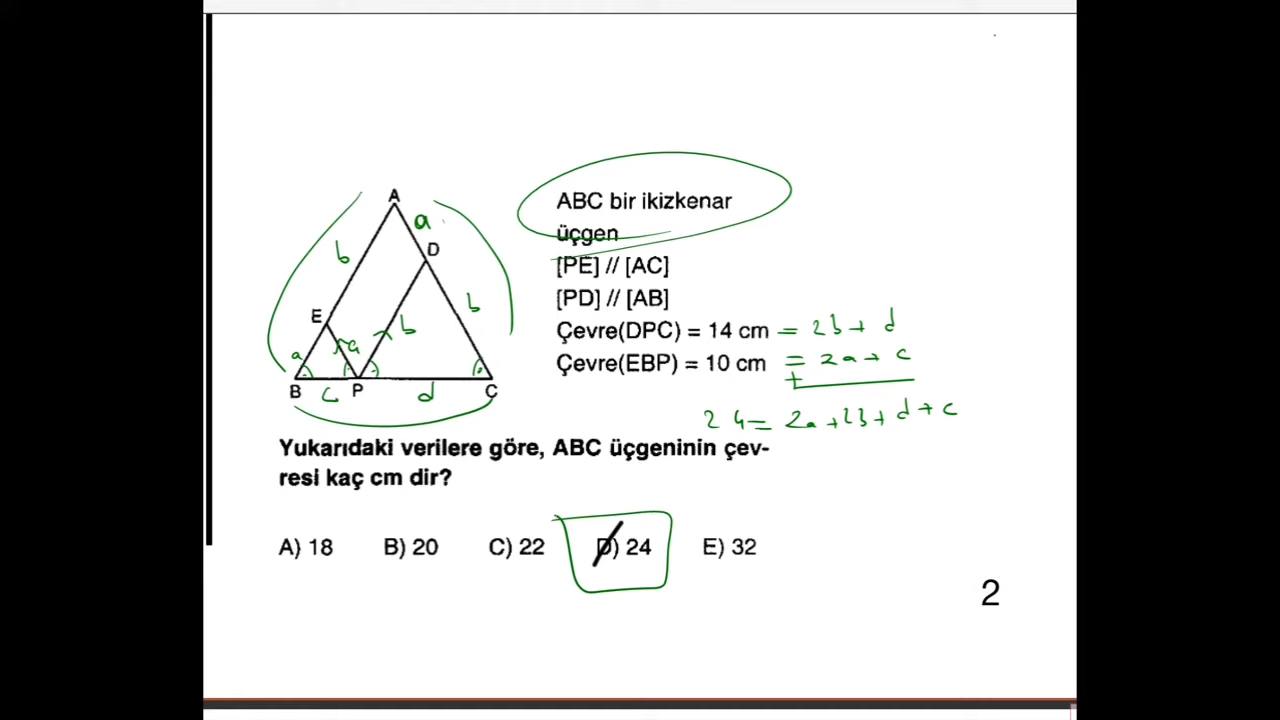 A
a
ABC bir ikizkenar
üçgen
b
D
[PE] // [AC]
[PD] // [AB]
E
b
b
Çevre(DPC) = 14 cm = 2b + d
a
a
Çevre(EBP) = 10 cm = 2a + c
+
B c P d C
24 = 2a + 2b + d + c
Yukarıdaki verilere göre, ABC üçgeninin çev-
resi kaç cm dir?
A) 18 B) 20 C) 22 D) 24 E) 32
2